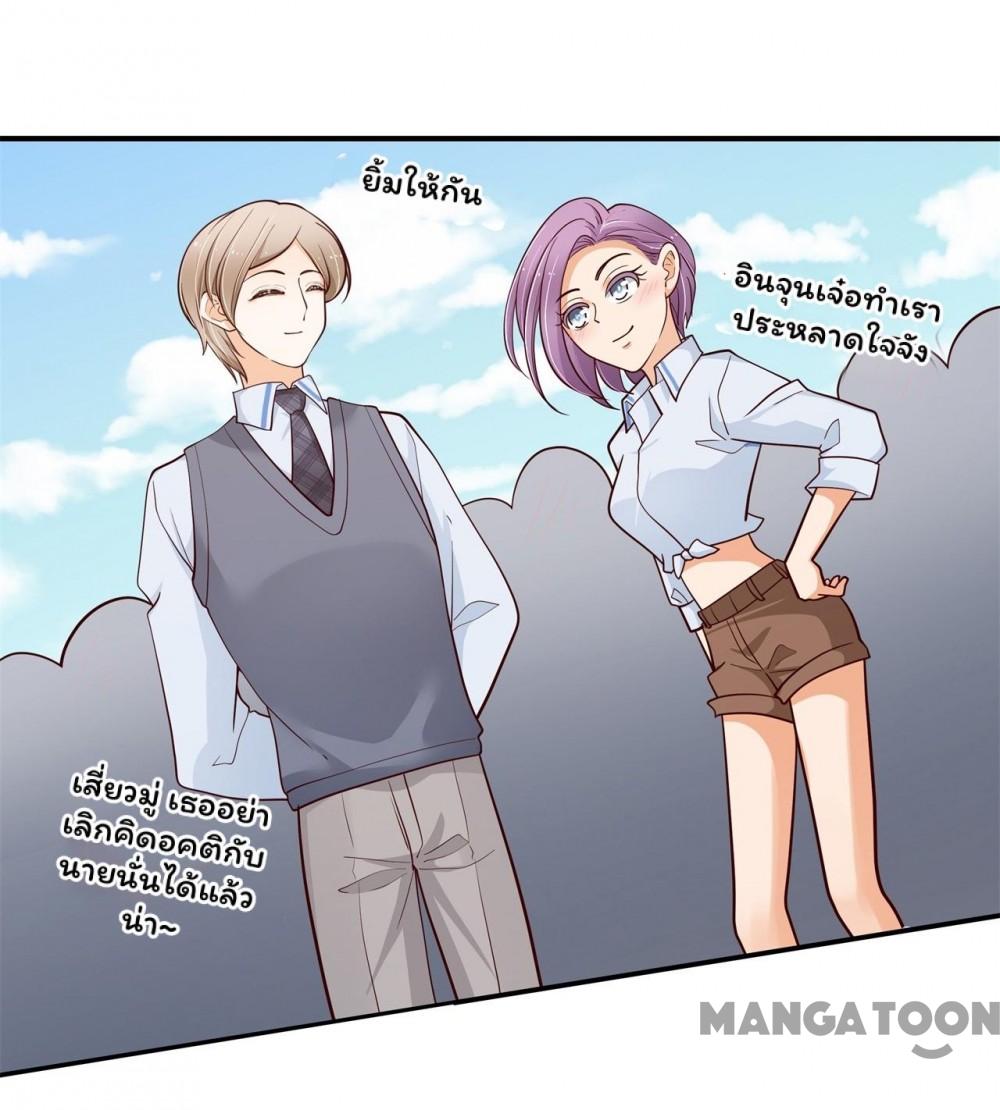 ยิ้มให้กัน
อินจุนเจ๋อทำเรา
ประหลาดใจจัง
เสี่ยวมู่ เธออย่า
เลิกคิดอคติกับ
นายนั่นได้แล้ว
น่า~
MANGATOON